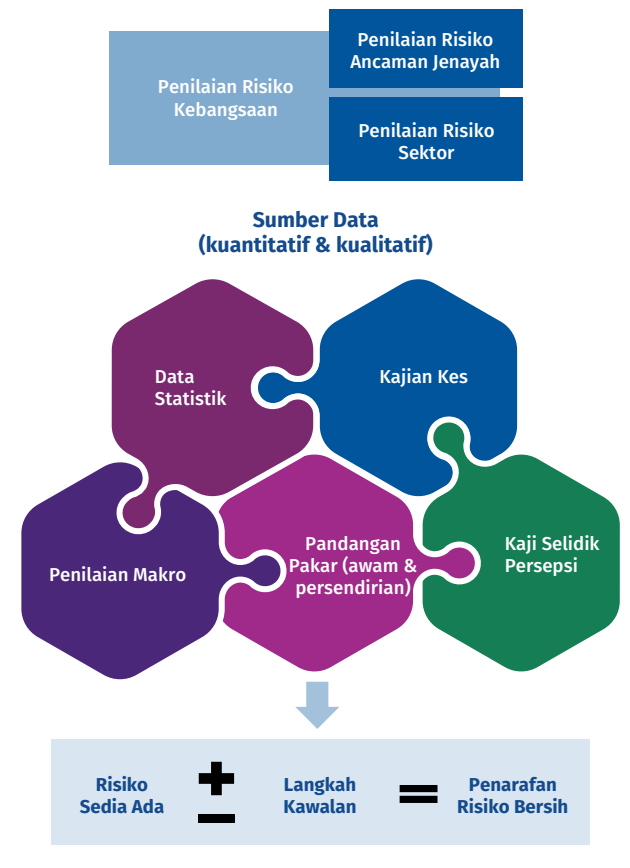 Penilaian Risiko
Kebangsaan
Penilaian Risiko
Ancaman Jenayah
Penilaian Risiko
Sektor
Sumber Data
(kuantitatif & kualitatif)
Data
Statistik
Kajian Kes
Penilaian Makro
Pandangan
Pakar (awam &
persendirian)
Kaji Selidik
Persepsi
Risiko
Sedia Ada
±
Langkah
Kawalan
=
Penarafan
Risiko Bersih